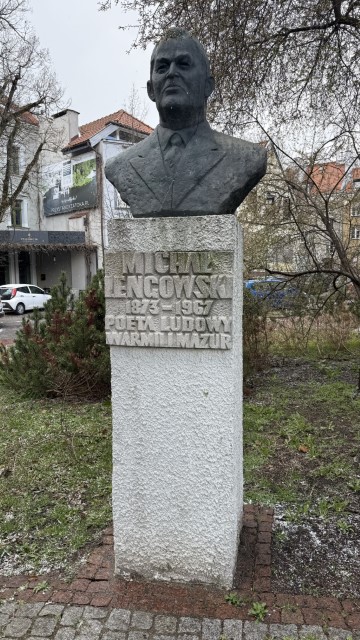 MICHAŁ
LENGOWSKI
1873-1967
POETA LUDOWY
WARMII I MAZUR